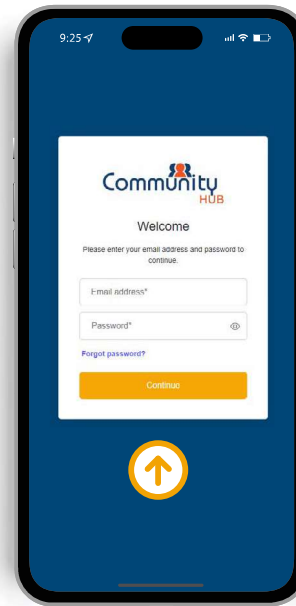 9:25
Community
HUB
Welcome
Please enter your email address and password to
continue.
Email address*
Password*
Forgot password?
Continue